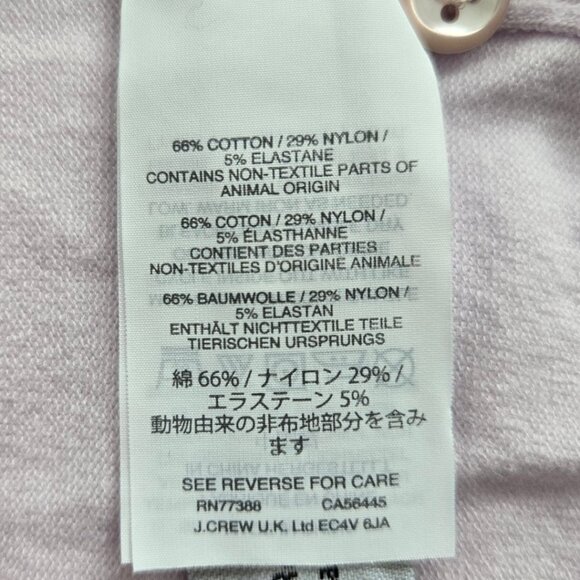 66% COTTON / 29% NYLON /
5% ELASTANE
CONTAINS NON-TEXTILE PARTS OF
ANIMAL ORIGIN
66% COTON / 29% NYLON /
5% ÉLASTHANNE
CONTIENT DES PARTIES
NON-TEXTILES D'ORIGINE ANIMALE
66% BAUMWOLLE / 29% NYLON /
5% ELASTAN
ENTHÄLT NICHTTEXTILE TEILE
TIERISCHEN URSPRUNGS
綿 66% / ナイロン 29% /
エラステーン 5%
動物由来の非布地部分を含み
ます
SEE REVERSE FOR CARE
RN77388 CA56445
J.CREW U.K. Ltd EC4V 6JA